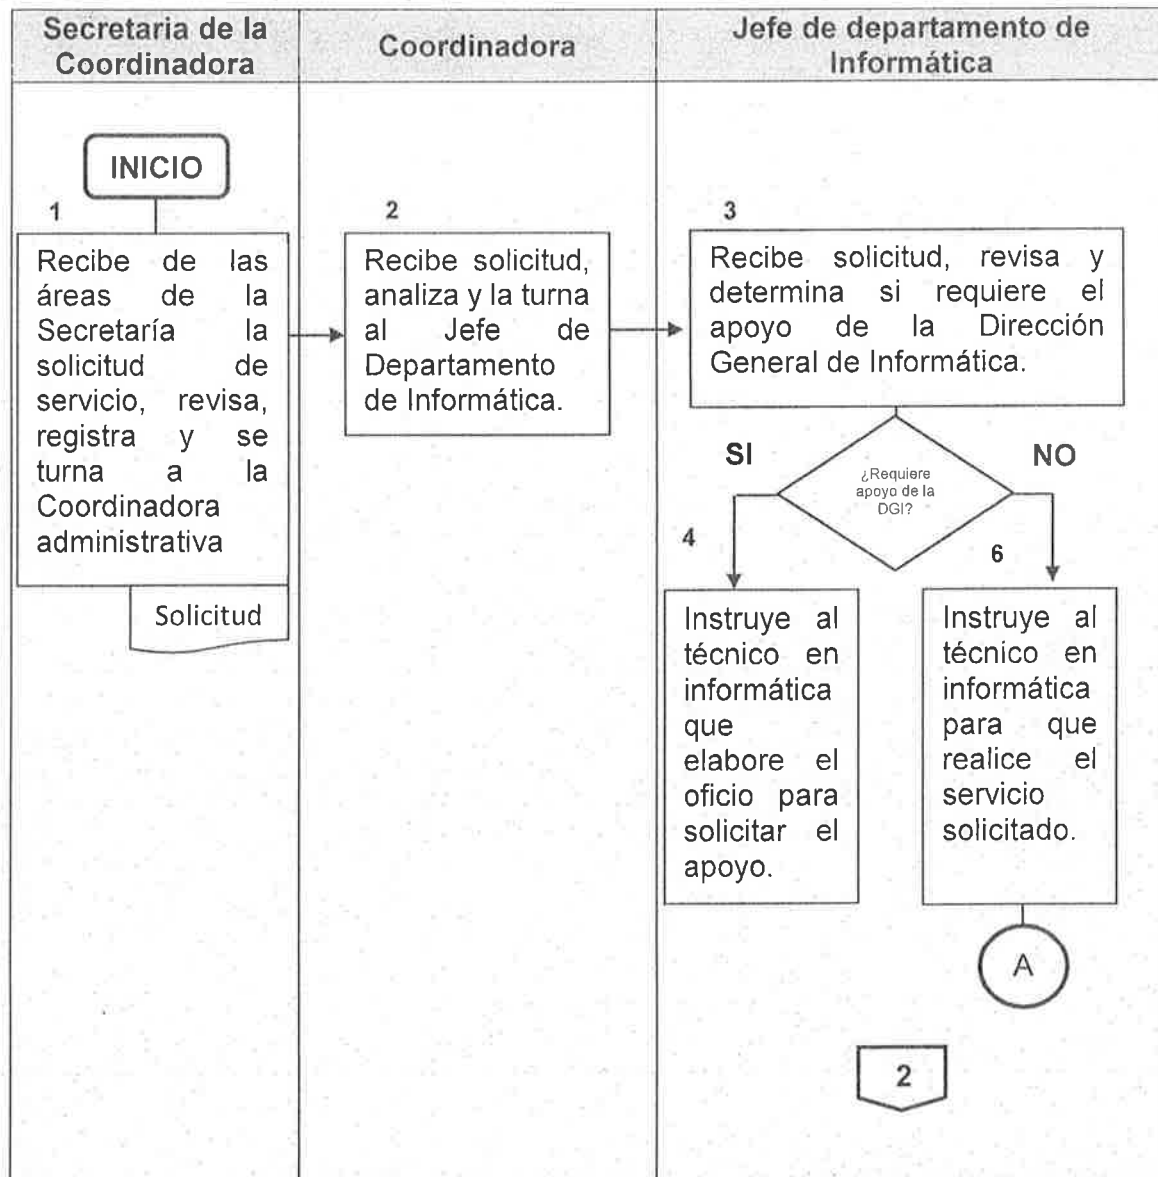 Secretaria de la
Coordinadora
Coordinadora
Jefe de departamento de
Informática
INICIO
1
Recibe de las
áreas de la
Secretaría la
solicitud de
servicio, revisa,
registra y se
turna a la
Coordinadora
administrativa
Solicitud
2
Recibe solicitud,
analiza y la turna
al Jefe de
Departamento
de Informática.
3
Recibe solicitud, revisa y
determina si requiere el
apoyo de la Dirección
General de Informática.
SI
¿Requiere
apoyo de la
DGI?
NO
4
Instruye al
técnico en
informática
que
elabore el
oficio para
solicitar el
apoyo.
6
Instruye al
técnico en
informática
para que
realice el
servicio
solicitado.
A
2